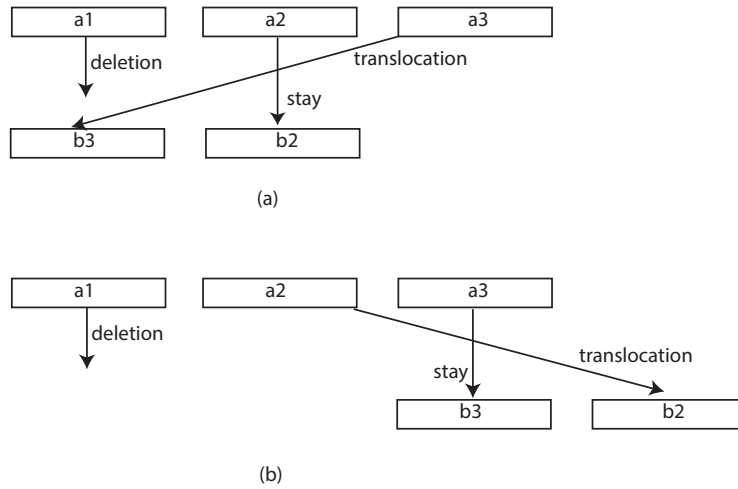 a1 a2 a3
deletion translocation
stay
b3 b2
(a)
a1 a2 a3
deletion
translocation
stay
b3 b2
(b)